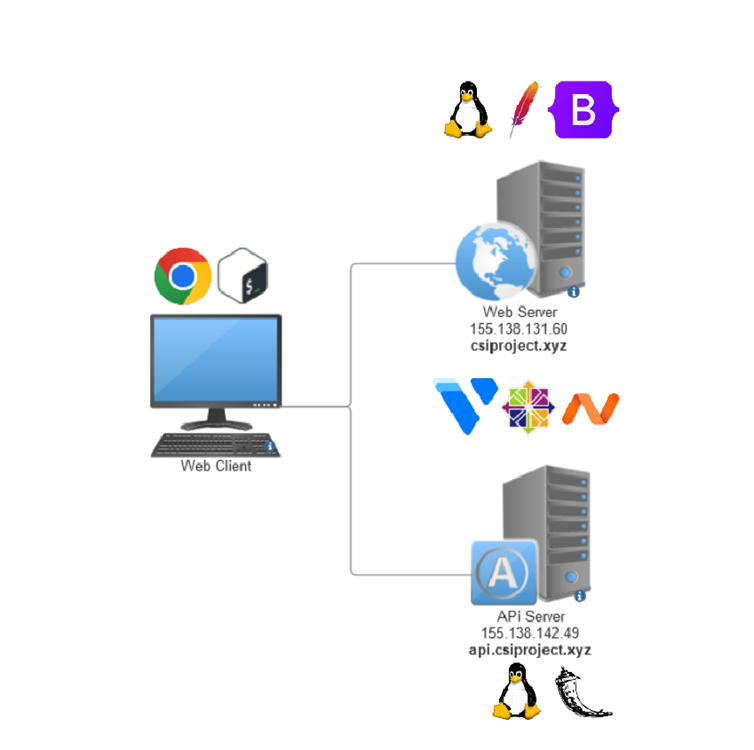 B
$_
Web Server
155.138.131.60
csiproject.xyz
Web Client
A
APi Server
155.138.142.49
api.csiproject.xyz